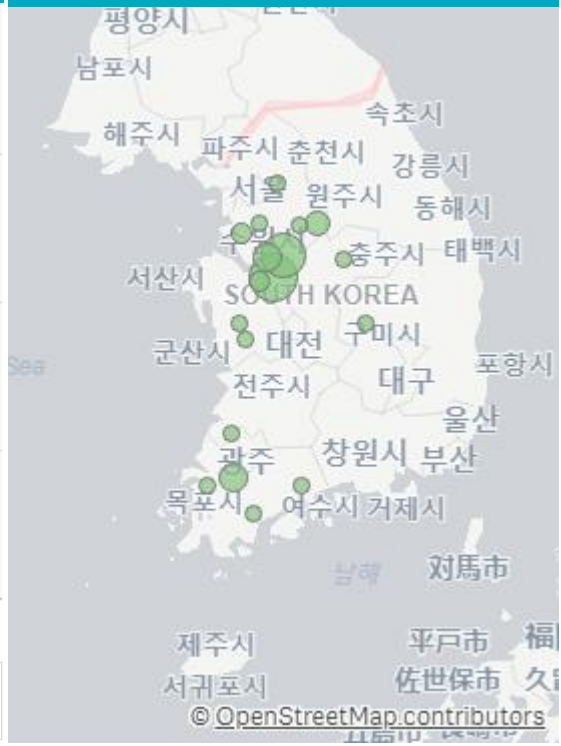 평양시
남포시
해주시
속초시
파주시 춘천시
강릉시
서울 원주시
동해시
충주시 태백시
서산시
SOUTH KOREA
군산시 대전 구미시
Sea
포항시
전주시 대구
울산
광주 창원시 부산
목포시 여수시 거제시
남해 対馬市
제주시 平戸市
서귀포시 佐世保市
© OpenStreetMap contributors